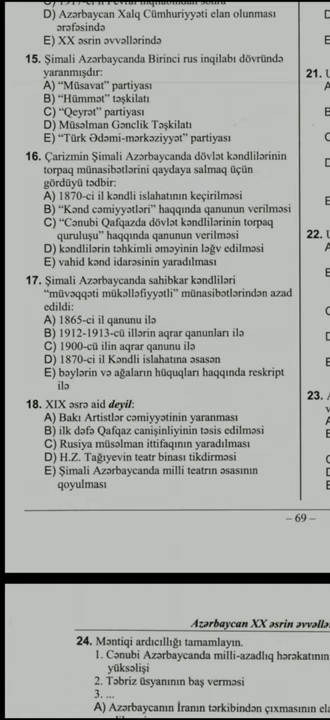 D) Azərbaycan Xalq Cümhuriyyəti elan olunması
ərəfəsində
E) XX əsrin əvvəllərində
15. Şimali Azərbaycanda Birinci rus inqilabı dövründə
yaranmışdır:
A) “Müsavat” partiyası
B) “Hümmət” təşkilatı
C) “Qeyrət” partiyası
D) Müsəlman Gənclik Təşkilatı
E) “Türk Ədəmi-mərkəziyyət” partiyası
16. Çarizmin Şimali Azərbaycanda dövlət kəndlilərinin
torpaq münasibətlərini qaydaya salmaq üçün
gördüyü tədbir:
A) 1870-ci il kəndli islahatının keçirilməsi
B) “Kənd cəmiyyətləri” haqqında qanunun verilməsi
C) “Cənubi Qafqazda dövlət kəndlilərinin torpaq
quruluşu” haqqında qanunun verilməsi
D) kəndlilərin təhkimli əməyinin ləğv edilməsi
E) vahid kənd idarəsinin yaradılması
17. Şimali Azərbaycanda sahibkar kəndliləri
“müvəqqəti mükəlləfiyyətli” münasibətlərindən azad
edildi:
A) 1865-ci il qanunu ilə
B) 1912-1913-cü illərin aqrar qanunları ilə
C) 1900-cü ilin aqrar qanunu ilə
D) 1870-ci il Kəndli islahatına əsasən
E) bəylərin və ağaların hüquqları haqqında reskript
ilə
18. XIX əsrə aid deyil:
A) Bakı Artistlər cəmiyyətinin yaranması
B) ilk dəfə Qafqaz canişinliyinin təsis edilməsi
C) Rusiya müsəlman ittifaqının yaradılması
D) H.Z. Tağıyevin teatr binası tikdirməsi
E) Şimali Azərbaycanda milli teatrın əsasının
qoyulması
21.
22.
23.
– 69 –
Azərbaycan XX əsrin
24. Məntiqi ardıcıllığı tamamlayın.
1. Cənubi Azərbaycanda milli-azadlıq hərəkatının
yüksəlişi
2. Təbriz üsyanının baş verməsi
3. ...
A) Azərbaycanın İranın tərkibindən çıxmasının